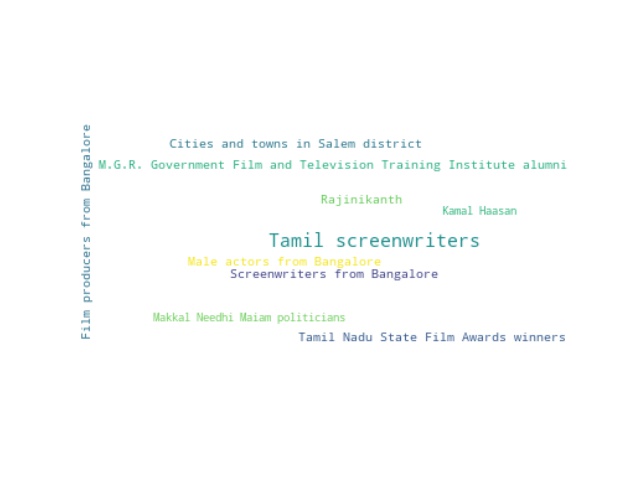 Film producers from Bangalore
Cities and towns in Salem district
M.G.R. Government Film and Television Training Institute alumni
Rajinikanth
Kamal Haasan
Tamil screenwriters
Male actors from Bangalore
Screenwriters from Bangalore
Makkal Needhi Maiam politicians
Tamil Nadu State Film Awards winners